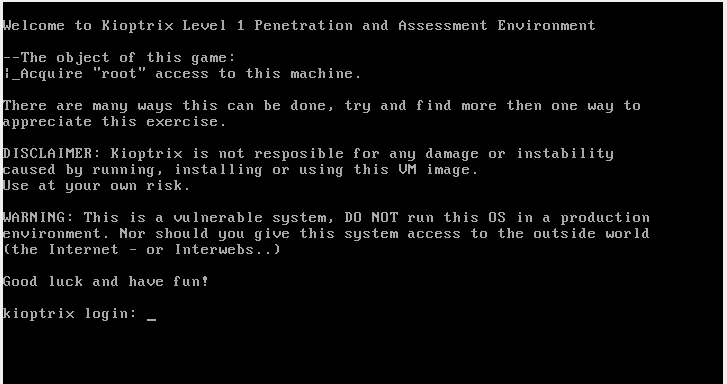 Welcome to Kioptrix Level 1 Penetration and Assessment Environment
--The object of this game:
|_Acquire "root" access to this machine.
There are many ways this can be done, try and find more then one way to
appreciate this exercise.
DISCLAIMER: Kioptrix is not resposible for any damage or instability
caused by running, installing or using this VM image.
Use at your own risk.
WARNING: This is a vulnerable system, DO NOT run this OS in a production
environment. Nor should you give this system access to the outside world
(the Internet - or Interwebs..)
Good luck and have fun!
kioptrix login: _